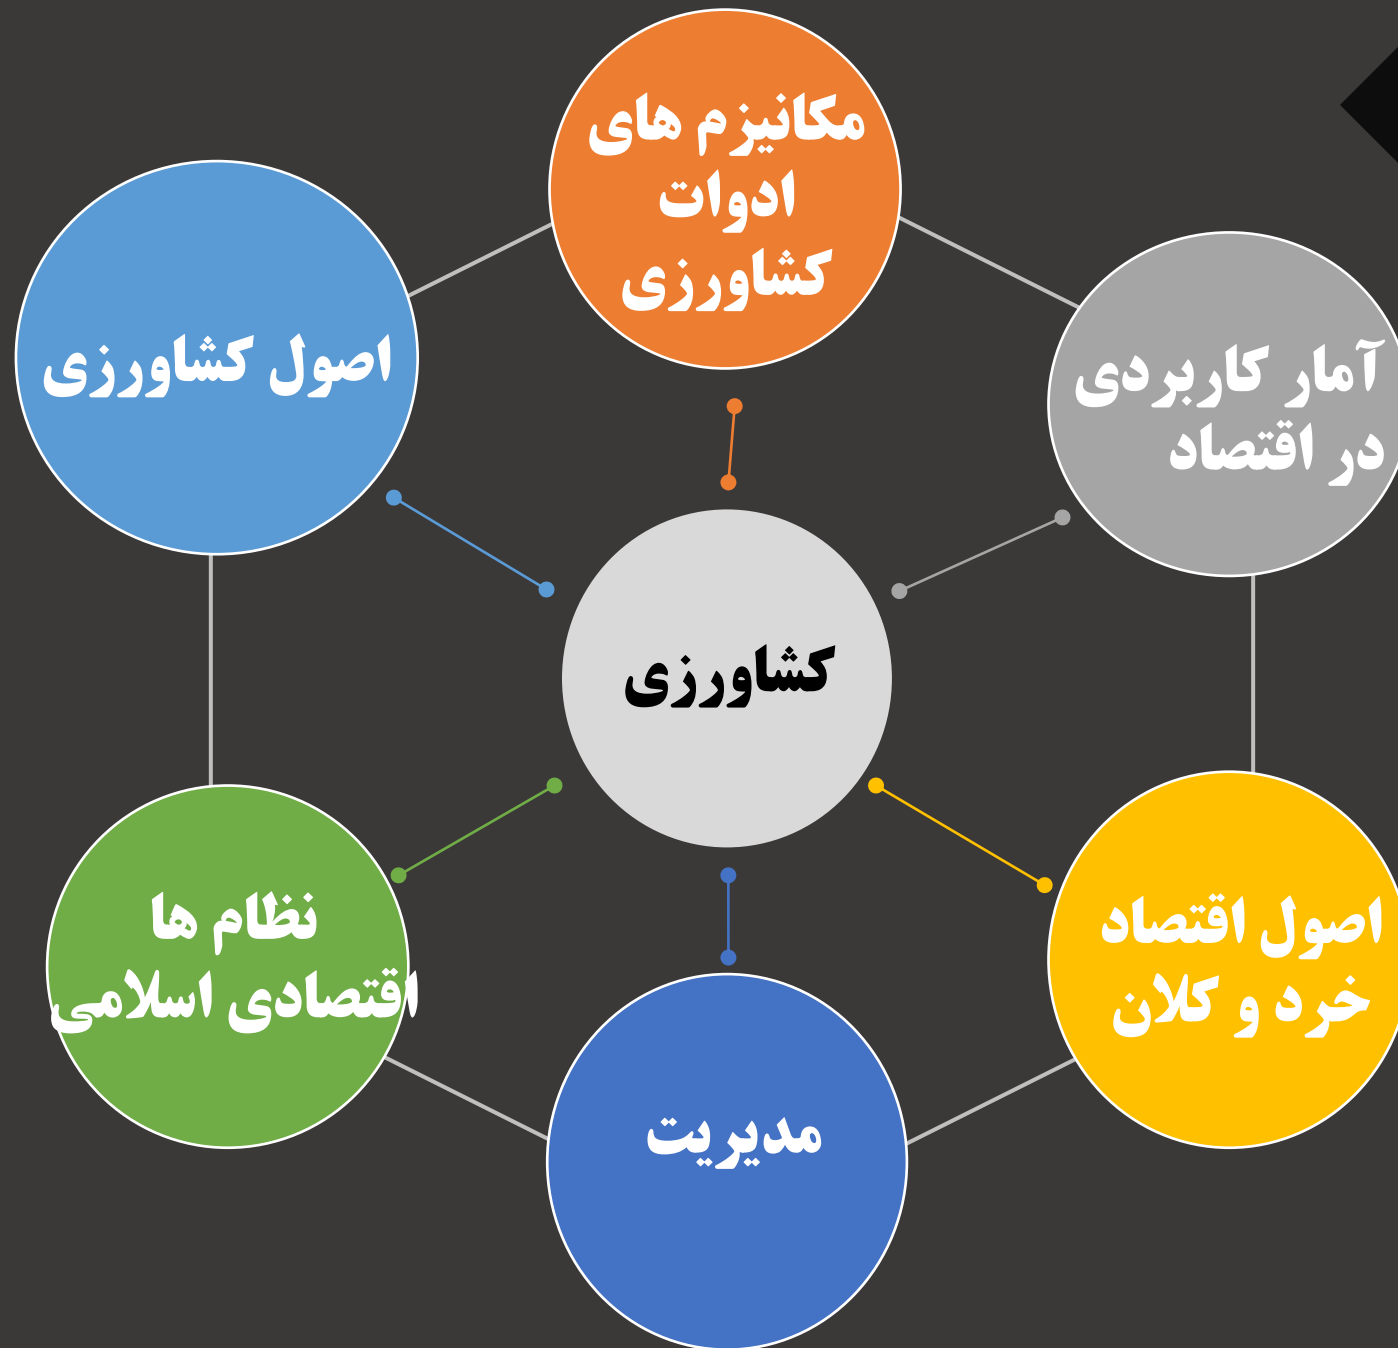 مکانیزم های
ادوات
کشاورزی
آمار کاربردی
در اقتصاد
اصول کشاورزی
کشاورزی
اصول اقتصاد
خرد و کلان
نظام ها
اقتصادی اسلامی
مدیریت